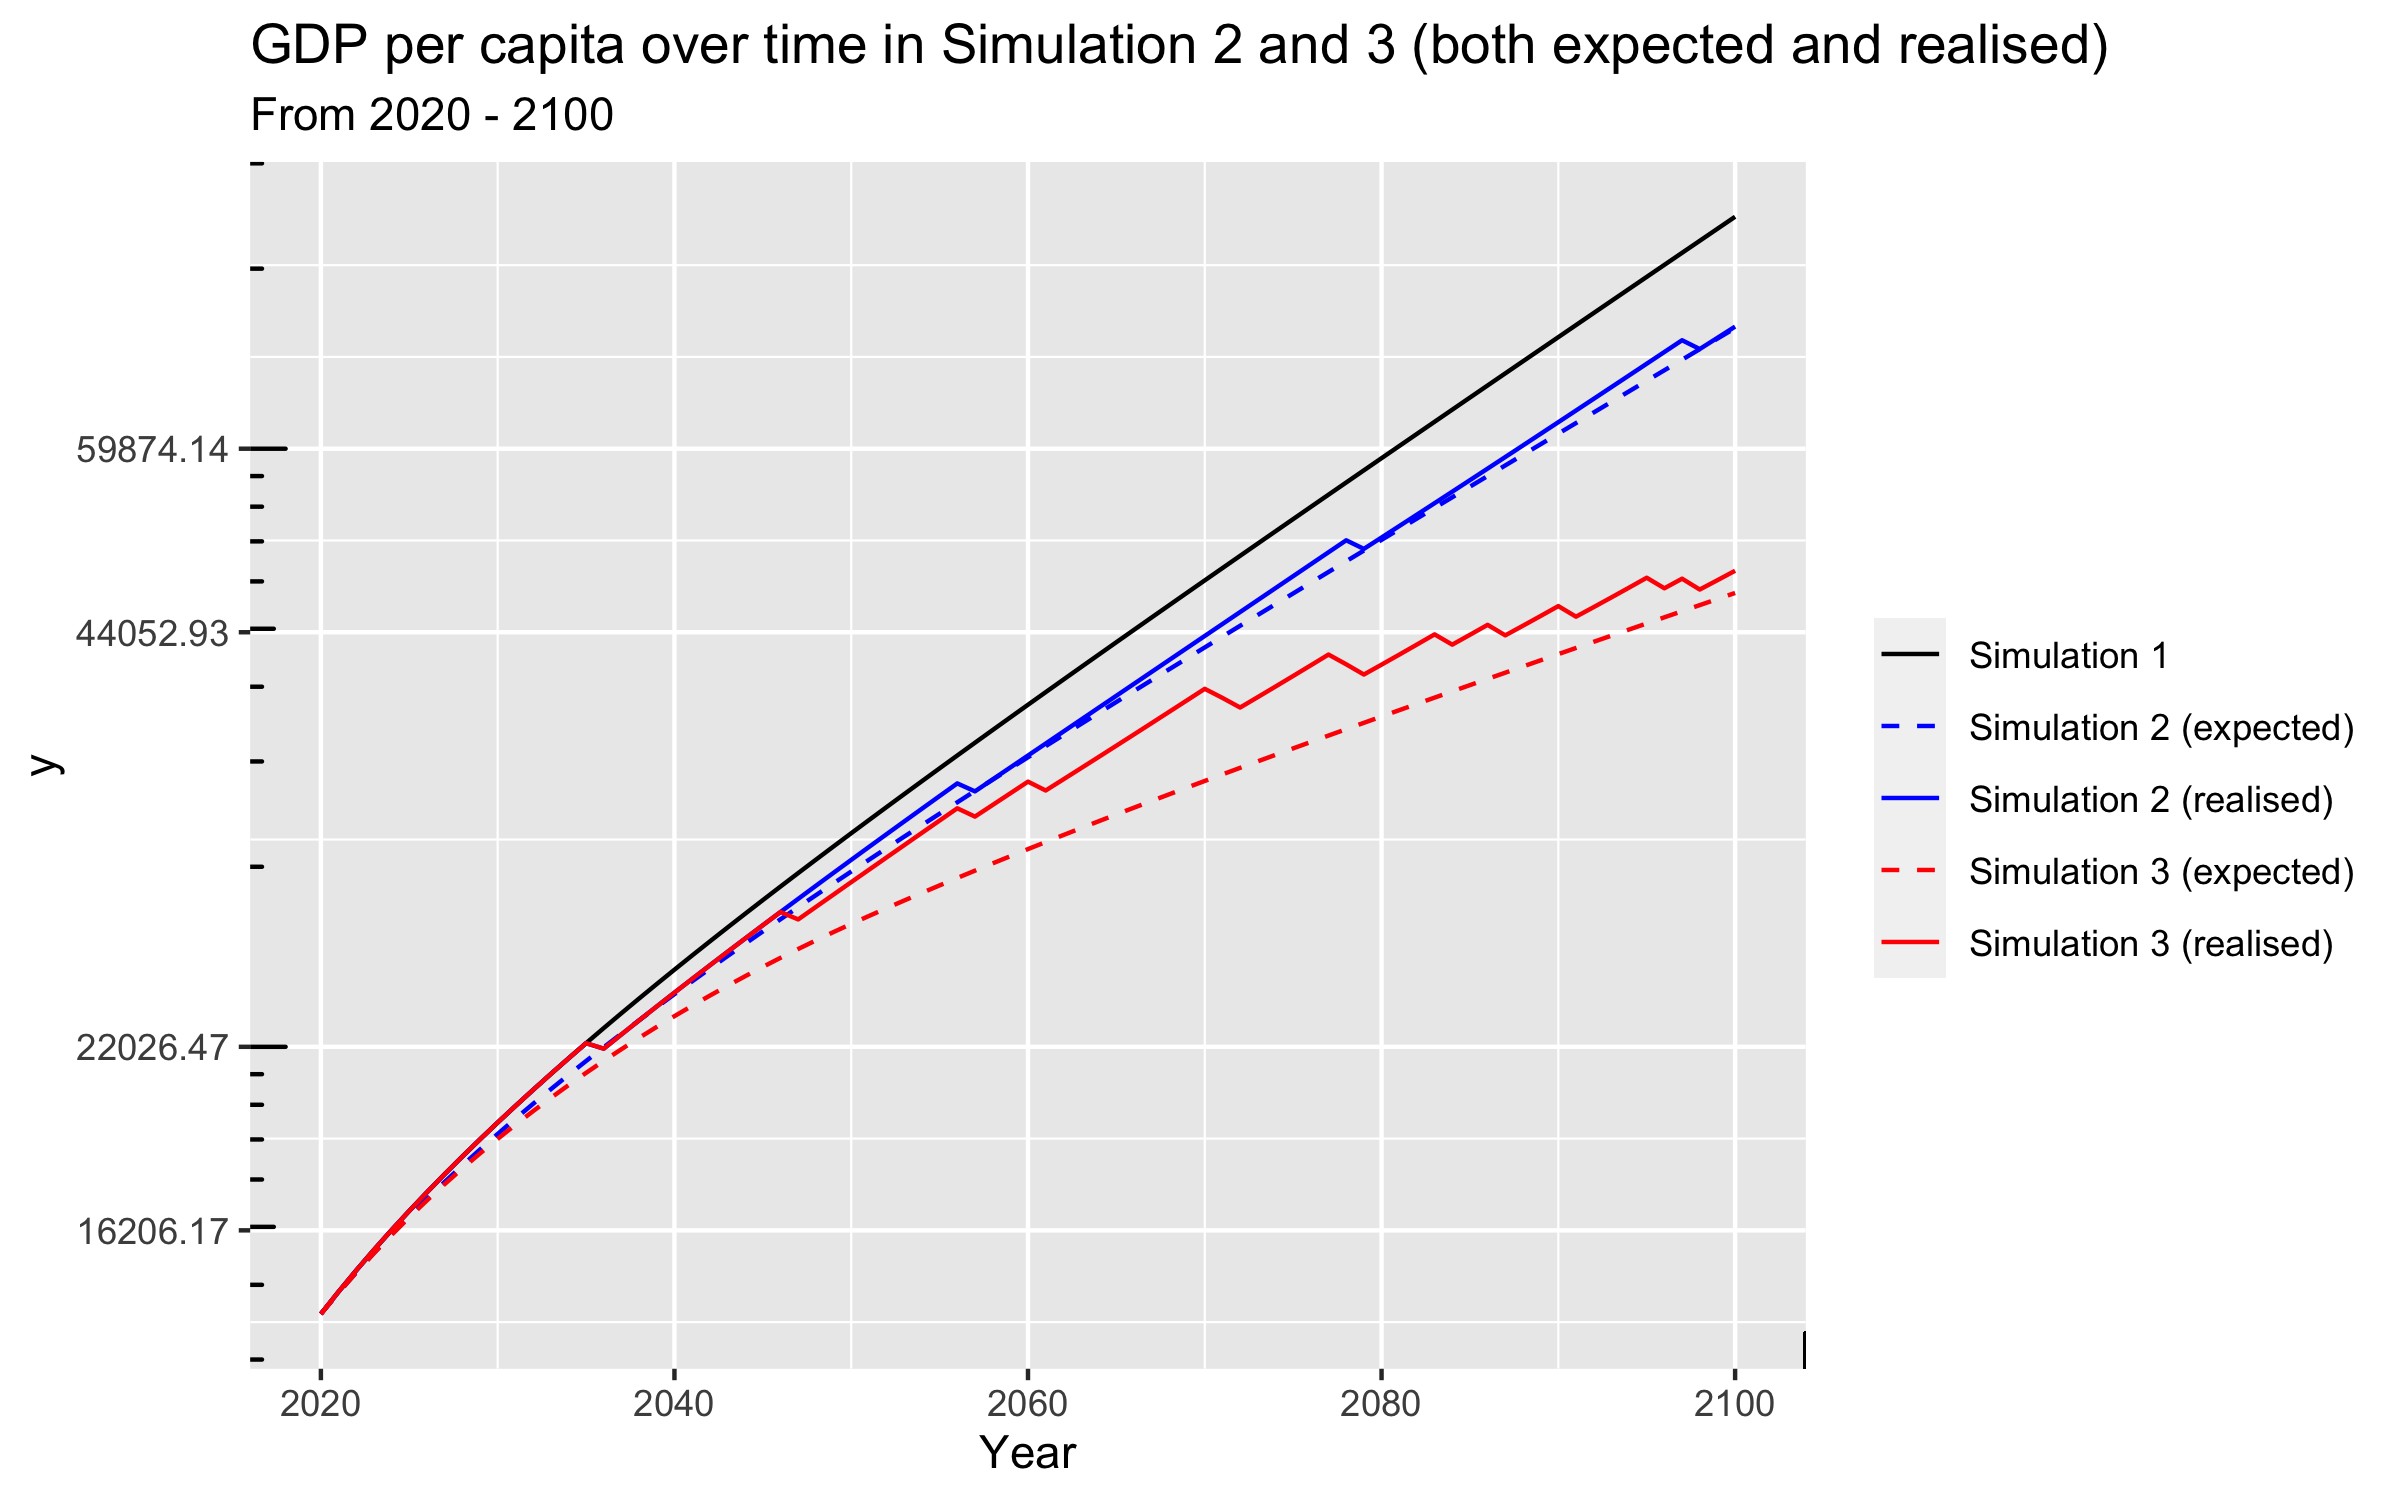 GDP per capita over time in Simulation 2 and 3 (both expected and realised)
From 2020 - 2100
y
59874.14
44052.93
22026.47
16206.17
2020 2040 2060 2080 2100
Year
Simulation 1
Simulation 2 (expected)
Simulation 2 (realised)
Simulation 3 (expected)
Simulation 3 (realised)